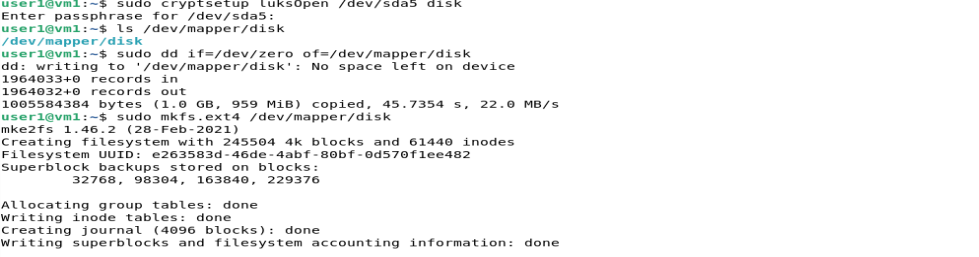 user1@vm1:~$ sudo cryptsetup luksOpen /dev/sda5 disk
Enter passphrase for /dev/sda5:
user1@vm1:~$ ls /dev/mapper/disk
/dev/mapper/disk
user1@vm1:~$ sudo dd if=/dev/zero of=/dev/mapper/disk
dd: writing to '/dev/mapper/disk': No space left on device
1964033+0 records in
1964032+0 records out
1005584384 bytes (1.0 GB, 959 MiB) copied, 45.7354 s, 22.0 MB/s
user1@vm1:~$ sudo mkfs.ext4 /dev/mapper/disk
mke2fs 1.46.2 (28-Feb-2021)
Creating filesystem with 245504 4k blocks and 61440 inodes
Filesystem UUID: e263583d-46de-4abf-80bf-0d570f1ee482
Superblock backups stored on blocks:
        32768, 98304, 163840, 229376
Allocating group tables: done
Writing inode tables: done
Creating journal (4096 blocks): done
Writing superblocks and filesystem accounting information: done